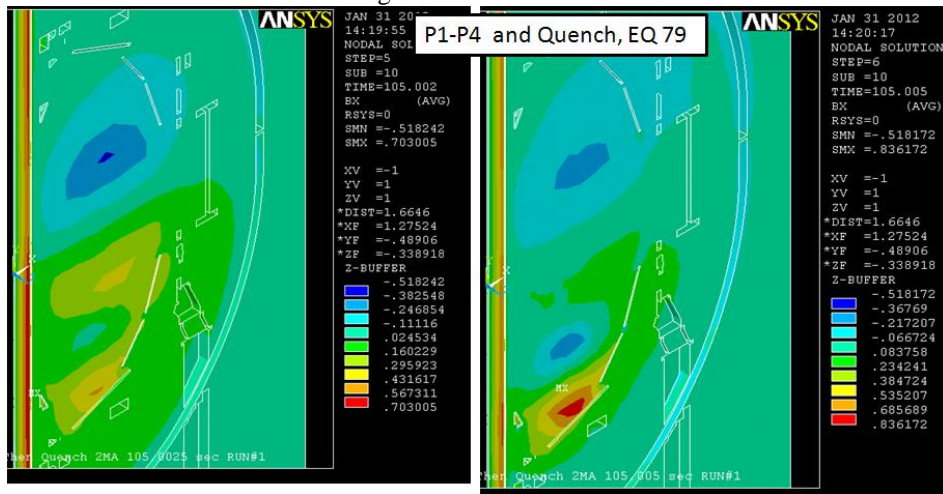 ANSYS
JAN 31 2012
14:19:55
NODAL SOL
STEP=5
SUB =10
TIME=105.002
BX (AVG)
RSYS=0
SMN =-.518242
SMX =.703005
XV =-1
YV =1
ZV =1
*DIST=1.6646
*XF =1.27524
*YF =-.48906
*ZF =-.338918
Z-BUFFER
-.518242
-.382548
-.246854
-.11116
.024534
.160229
.295923
.431617
.567311
.703005
Then Quench 2MA 105.0025 sec RUN#1
P1-P4 and Quench, EQ 79
ANSYS
JAN 31 2012
14:20:17
NODAL SOLUTION
STEP=6
SUB =10
TIME=105.005
BX (AVG)
RSYS=0
SMN =-.518172
SMX =.836172
XV =-1
YV =1
ZV =1
*DIST=1.6646
*XF =1.27524
*YF =-.48906
*ZF =-.338918
Z-BUFFER
-.518172
-.36769
-.217207
-.066724
.083758
.234241
.384724
.535207
.685689
.836172
MX
Then Quench 2MA 105.005 sec RUN#1